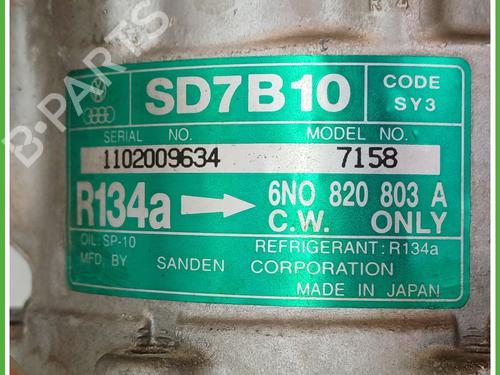 SD7B10
CODE
SY3
SERIAL NO.
MODEL NO.
1102009634
7158
R134a
6N0 820 803 A
C.W. ONLY
OIL: SP-10
REFRIGERANT: R134a
MFD. BY SANDEN CORPORATION
MADE IN JAPAN
B-PARTS